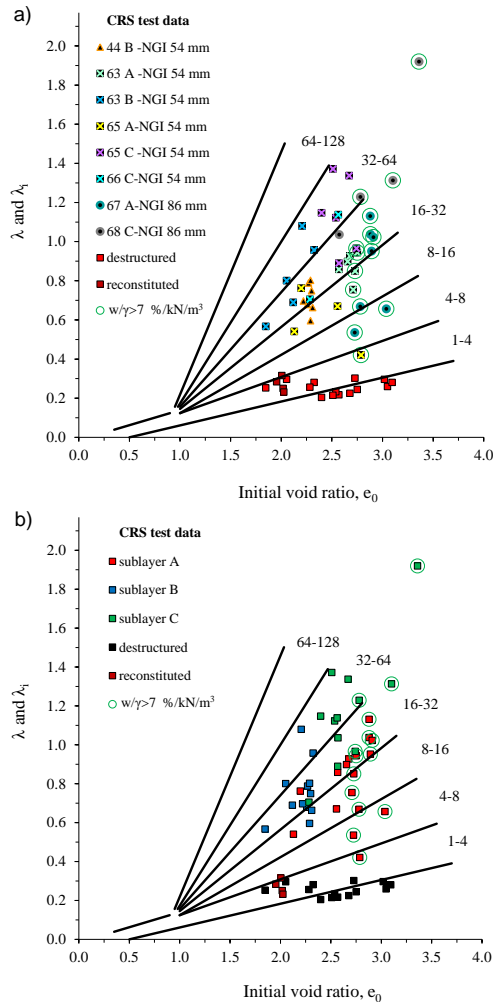 a)
CRS test data
44 B -NGI 54 mm
63 A -NGI 54 mm
63 B -NGI 54 mm
65 A-NGI 54 mm
65 C -NGI 54 mm
66 C-NGI 54 mm
67 A-NGI 86 mm
68 C-NGI 86 mm
destructured
reconstituted
w/γ>7 %/kN/m³
64-128
32-64
16-32
8-16
4-8
1-4
λ and λi
2.0
1.8
1.6
1.4
1.2
1.0
0.8
0.6
0.4
0.2
0.0
0.0 0.5 1.0 1.5 2.0 2.5 3.0 3.5 4.0
Initial void ratio, e0
b)
CRS test data
sublayer A
sublayer B
sublayer C
destructured
reconstituted
w/γ>7 %/kN/m³
64-128
32-64
16-32
8-16
4-8
1-4
λ and λi
2.0
1.8
1.6
1.4
1.2
1.0
0.8
0.6
0.4
0.2
0.0
0.0 0.5 1.0 1.5 2.0 2.5 3.0 3.5 4.0
Initial void ratio, e0